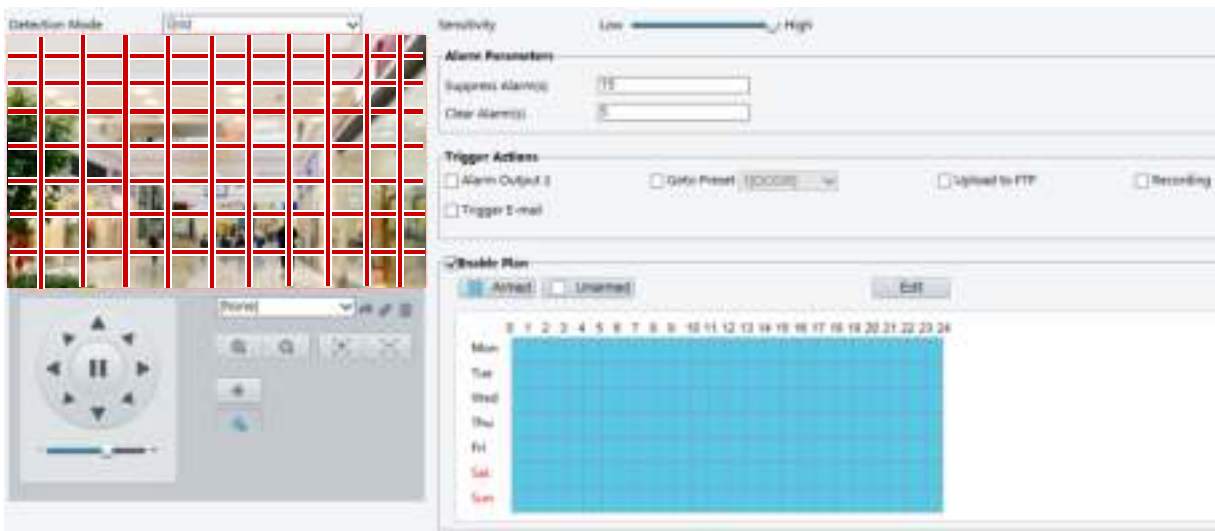 Detection Mode Grid
Sensitivity Low High
Alarm Parameters
Suppress Alarm(s) 15
Clear Alarm(s) 5
Trigger Actions
Alarm Output 1 Goto Preset Upload to FTP Recording
Trigger E-mail
Enable Plan
Armed Unarmed Edit
[None]
0 1 2 3 4 5 6 7 8 9 10 11 12 13 14 15 16 17 18 19 20 21 22 23 24
Mon
Tue
Wed
Thu
Fri
Sat
Sun